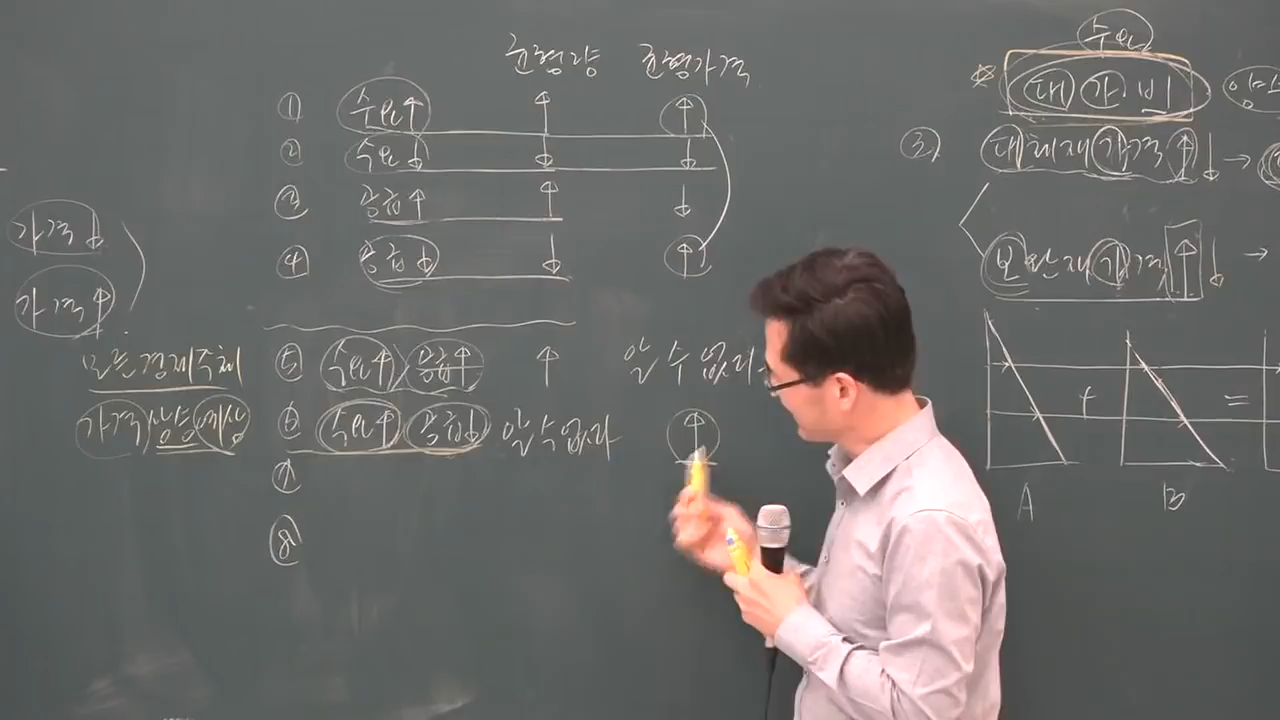 균형량 균형가격
① 수요↑ ↑ ↑
② 수요↓ ↓ ↓
③ 공급↑ ↑ ↓
④ 공급↓ ↓ ↑
⑤ 수요↑ 공급↑ ↑ 알 수 없다
⑥ 수요↑ 공급↓ 알 수 없다 ↑
⑦
⑧
가격↓
가격↑
모든 경제주체
가격상승예상
수요
대 가 비
③ 대체재 가격↑↓ →
보완재 가격↑↓ →
+ =
A B